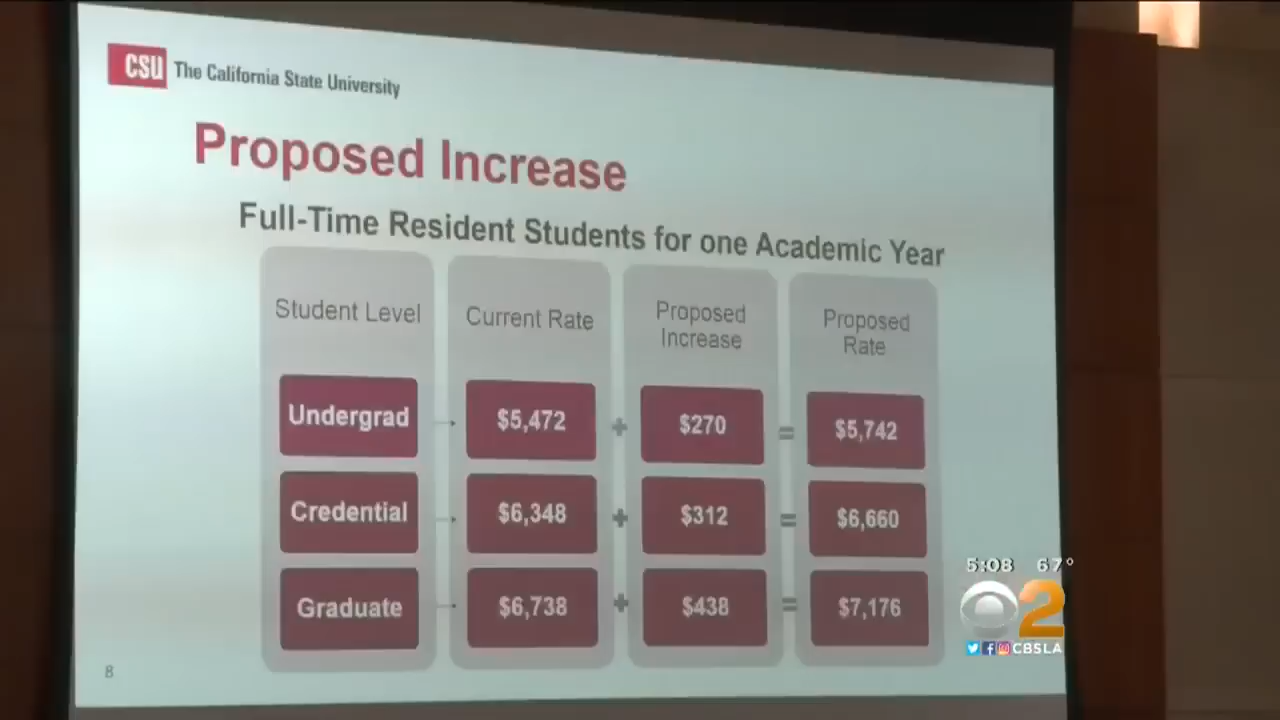 CSU The California State University
Proposed Increase
Full-Time Resident Students for one Academic Year
Student Level
Current Rate
Proposed
Increase
Proposed
Rate
Undergrad $5,472 + $270 = $5,742
Credential $6,348 + $312 = $6,660
Graduate $6,738 + $438 = $7,176
8
5:08 67°
2
CBSLA